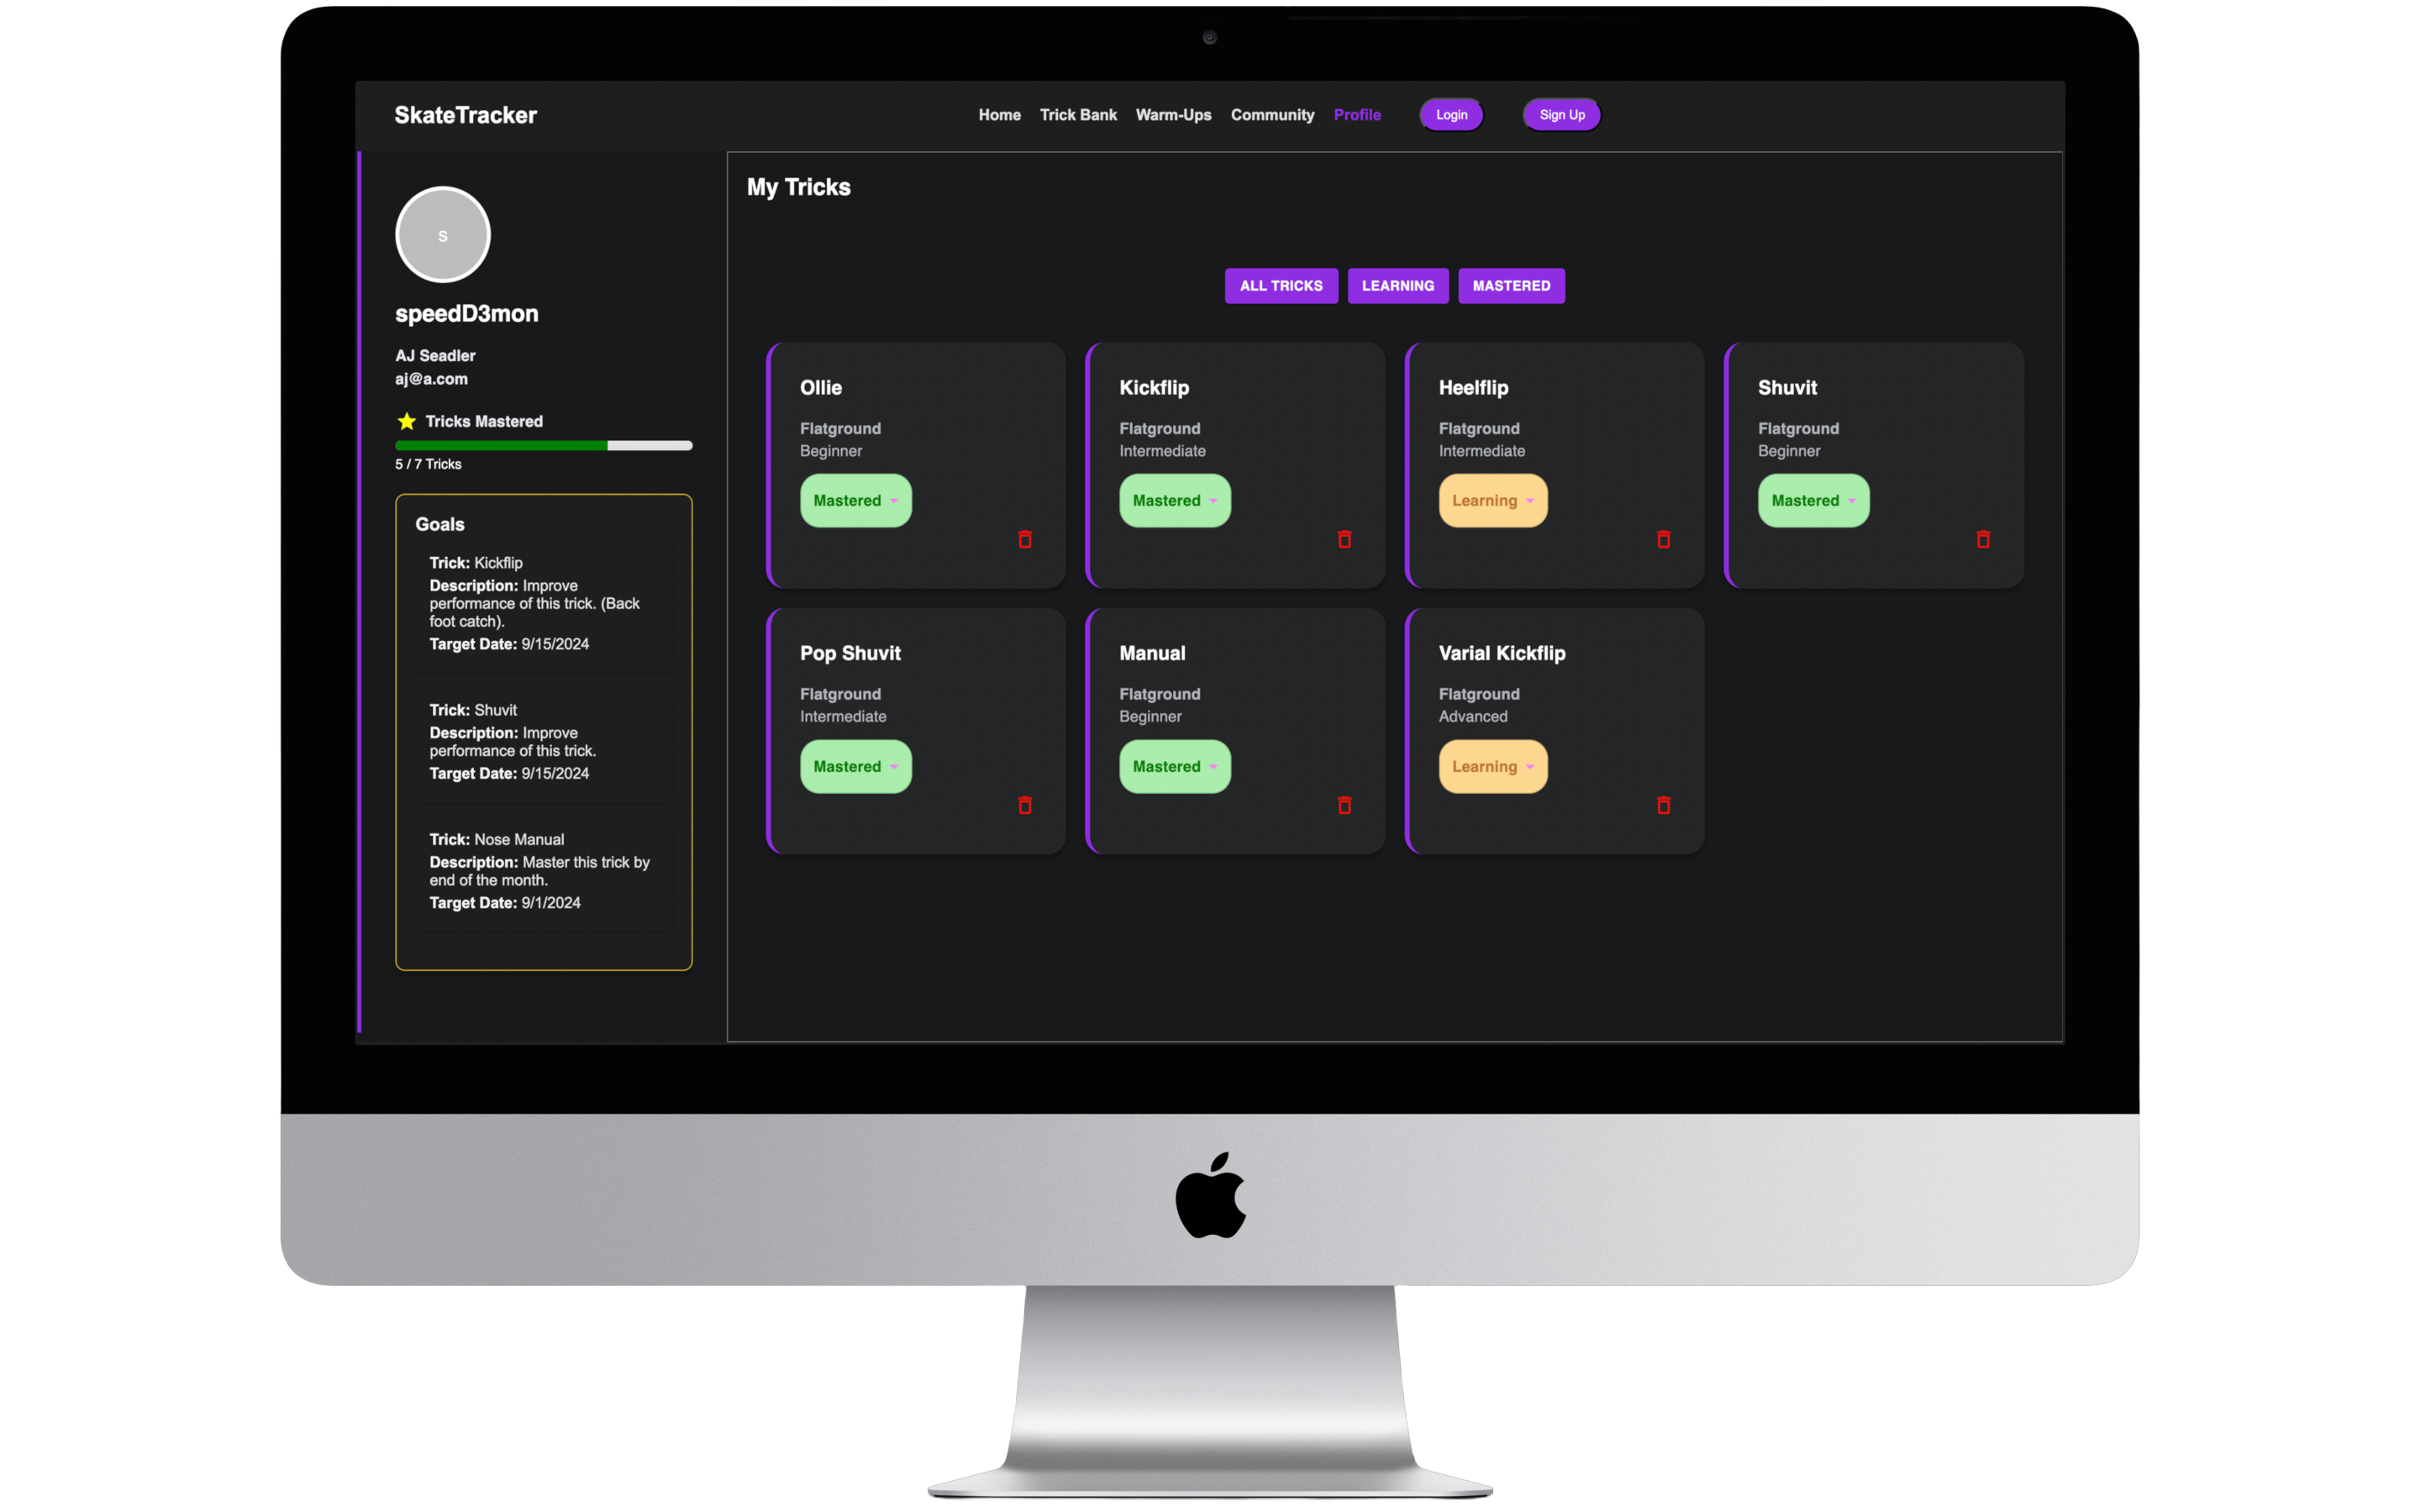 SkateTracker
Home Trick Bank Warm-Ups Community Profile Login Sign Up
S
speedD3mon
AJ Seadler
aj@a.com
Tricks Mastered
5 / 7 Tricks
Goals
Trick: Kickflip
Description: Improve
performance of this trick. (Back
foot catch).
Target Date: 9/15/2024
Trick: Shuvit
Description: Improve
performance of this trick.
Target Date: 9/15/2024
Trick: Nose Manual
Description: Master this trick by
end of the month.
Target Date: 9/1/2024
My Tricks
ALL TRICKS LEARNING MASTERED
Ollie
Flatground
Beginner
Mastered
Kickflip
Flatground
Intermediate
Mastered
Heelflip
Flatground
Intermediate
Learning
Shuvit
Flatground
Beginner
Mastered
Pop Shuvit
Flatground
Intermediate
Mastered
Manual
Flatground
Beginner
Mastered
Varial Kickflip
Flatground
Advanced
Learning